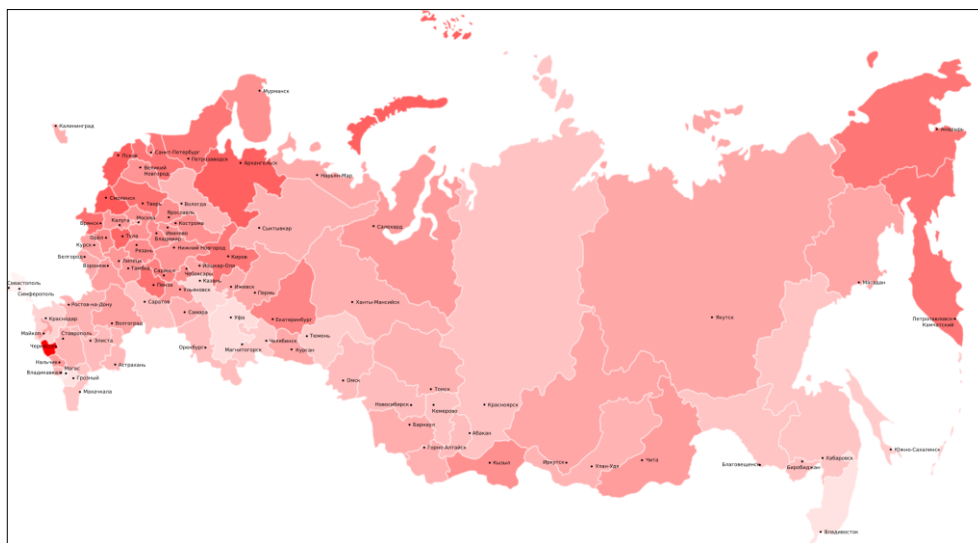 Мурманск
Калининград
Псков
Санкт-Петербург
Петрозаводск
Архангельск
Анадырь
Великий
Новгород
Нарьян-Мар
Смоленск
Тверь
Вологда
Ярославль
Москва
Калуга
Брянск
Кострома
Иваново
Владимир
Салехард
Сыктывкар
Орёл
Тула
Курск
Рязань
Нижний Новгород
Белгород
Липецк
Киров
Воронеж
Тамбов
Саранск
Йошкар-Ола
Чебоксары
Казань
Пенза
Ульяновск
Ижевск
Пермь
Магадан
Севастополь
Симферополь
Саратов
Ростов-на-Дону
Самара
Ханты-Мансийск
Краснодар
Волгоград
Уфа
Екатеринбург
Якутск
Петропавловск-
Камчатский
Майкоп
Ставрополь
Элиста
Тюмень
Челябинск
Магнитогорск
Оренбург
Курган
Нальчик
Магас
Астрахань
Владикавказ
Грозный
Махачкала
Омск
Томск
Новосибирск
Кемерово
Красноярск
Барнаул
Абакан
Горно-Алтайск
Кызыл
Иркутск
Улан-Удэ
Чита
Благовещенск
Биробиджан
Хабаровск
Южно-Сахалинск
Владивосток